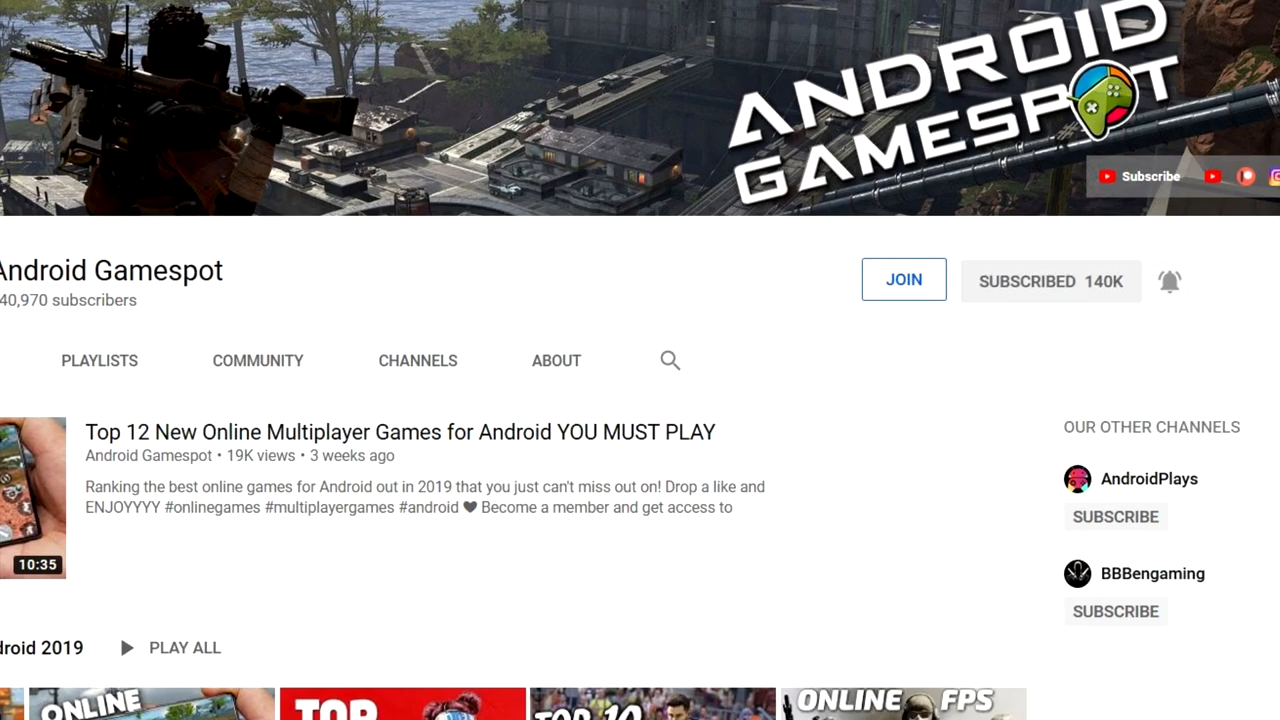 ANDROID
GAMESPOT
Subscribe
Android Gamespot
40,970 subscribers
JOIN
SUBSCRIBED 140K
PLAYLISTS
COMMUNITY
CHANNELS
ABOUT
Top 12 New Online Multiplayer Games for Android YOU MUST PLAY
Android Gamespot • 19K views • 3 weeks ago
Ranking the best online games for Android out in 2019 that you just can't miss out on! Drop a like and
ENJOYYYY #onlinegames #multiplayergames #android ♥ Become a member and get access to
10:35
OUR OTHER CHANNELS
AndroidPlays
SUBSCRIBE
BBBengaming
SUBSCRIBE
droid 2019
PLAY ALL
ONLINE
TOP
TOP 10
ONLINE FPS